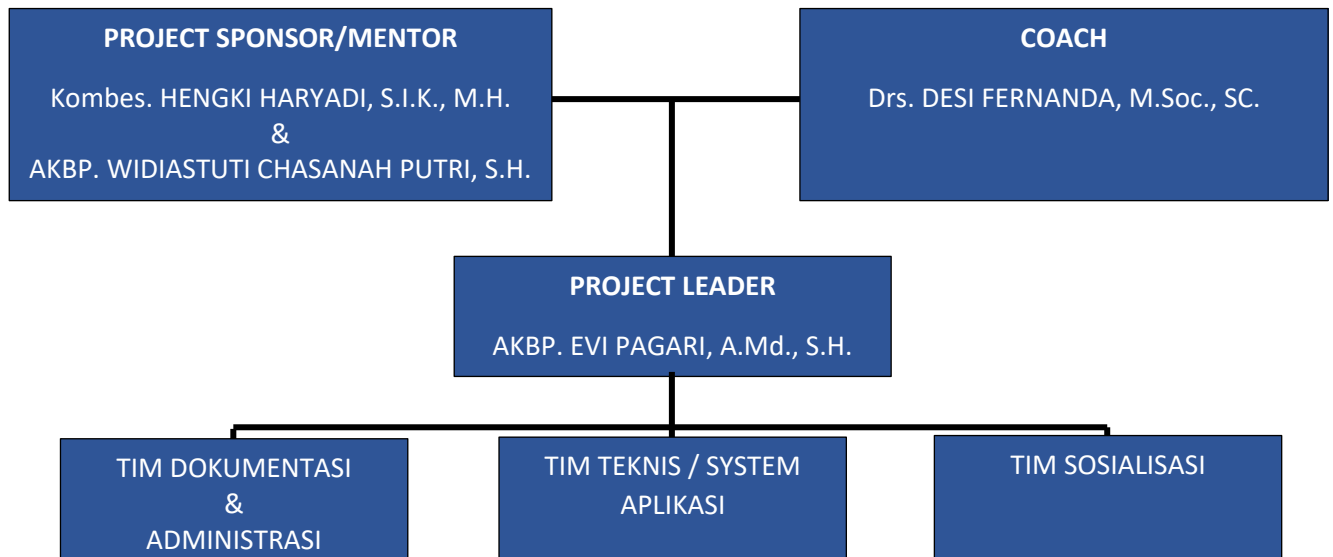 PROJECT SPONSOR/MENTOR
Kombes. HENGKI HARYADI, S.I.K., M.H.
&
AKBP. WIDIASTUTI CHASANAH PUTRI, S.H.
COACH
Drs. DESI FERNANDA, M.Soc., SC.
PROJECT LEADER
AKBP. EVI PAGARI, A.Md., S.H.
TIM DOKUMENTASI
&
ADMINISTRASI
TIM TEKNIS / SYSTEM
APLIKASI
TIM SOSIALISASI